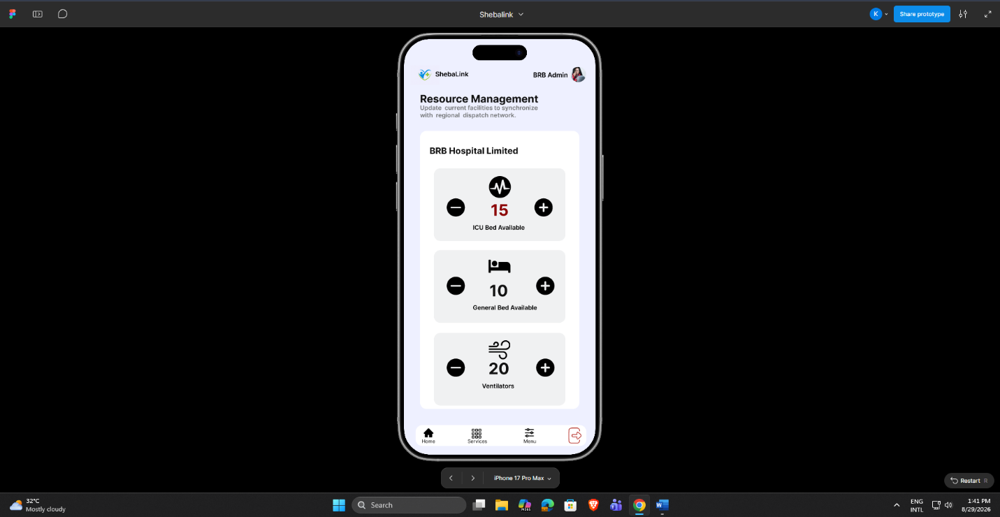 Shebalink
K
Share prototype
ShebaLink
BRB Admin
Resource Management
Update current facilities to synchronize
with regional dispatch network.
BRB Hospital Limited
15
ICU Bed Available
10
General Bed Available
20
Ventilators
Home
Services
Menu
iPhone 17 Pro Max
Restart R
32°C
Mostly cloudy
Search
M365
ENG
INTL
1:41 PM
8/29/2026